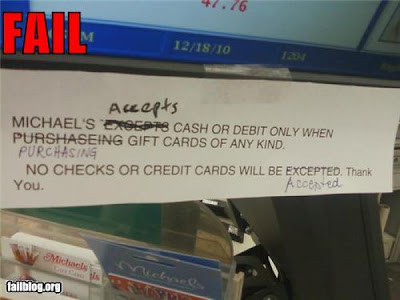 47.76
FAIL
12/18/10
1204
Accepts
MICHAEL'S EXCEPTS CASH OR DEBIT ONLY WHEN
PURSHASEING GIFT CARDS OF ANY KIND.
PURCHASING
NO CHECKS OR CREDIT CARDS WILL BE EXCEPTED. Thank
You.
Accepted
Michaels
Michaels
failblog.org